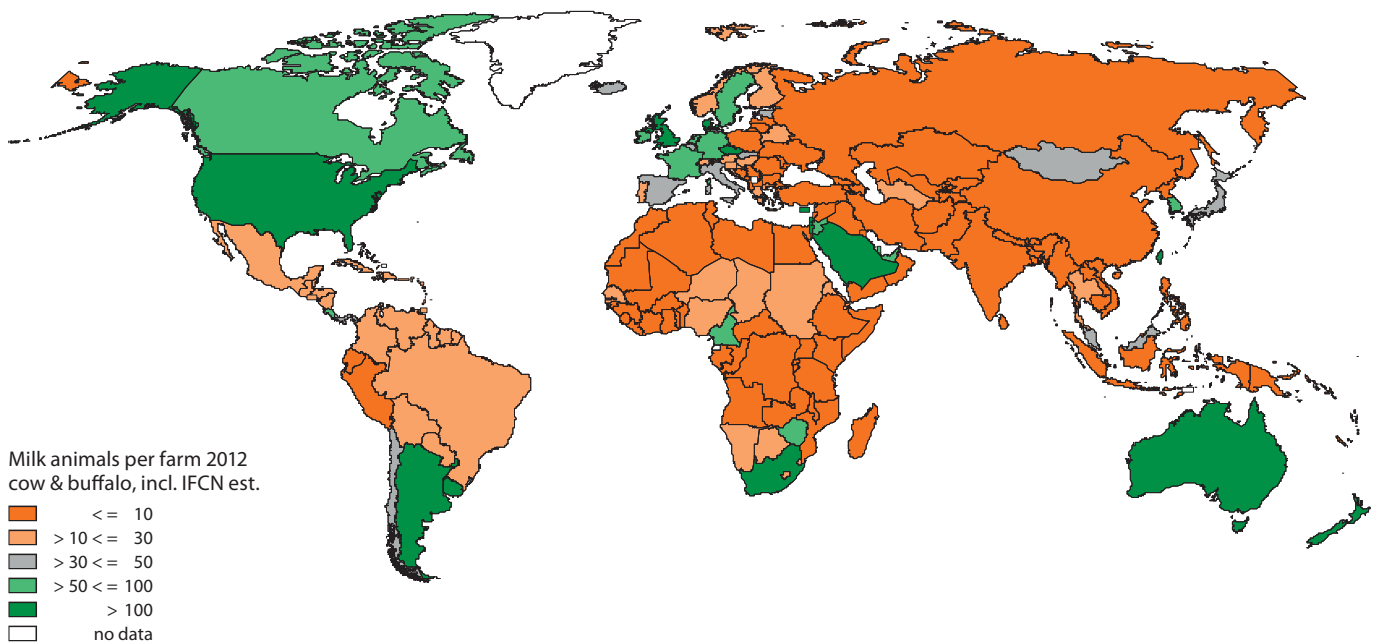 Milk animals per farm 2012
cow & buffalo, incl. IFCN est.
< = 10
> 10 < = 30
> 30 < = 50
> 50 < = 100
> 100
no data